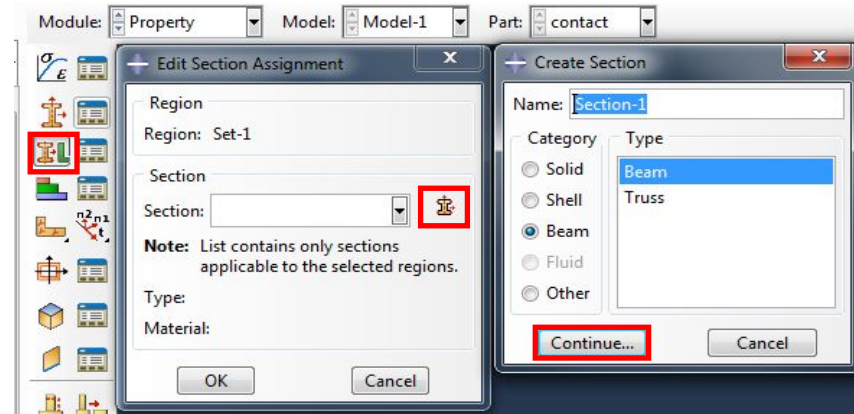 Module: Property Model: Model-1 Part: contact
Edit Section Assignment x
Region
Region: Set-1
Section
Section:
Note: List contains only sections
applicable to the selected regions.
Type:
Material:
OK Cancel
Create Section x
Name: Section-1
Category Type
Solid Beam
Shell Truss
Beam
Fluid
Other
Continue... Cancel
σ
ε
n2 n1
t